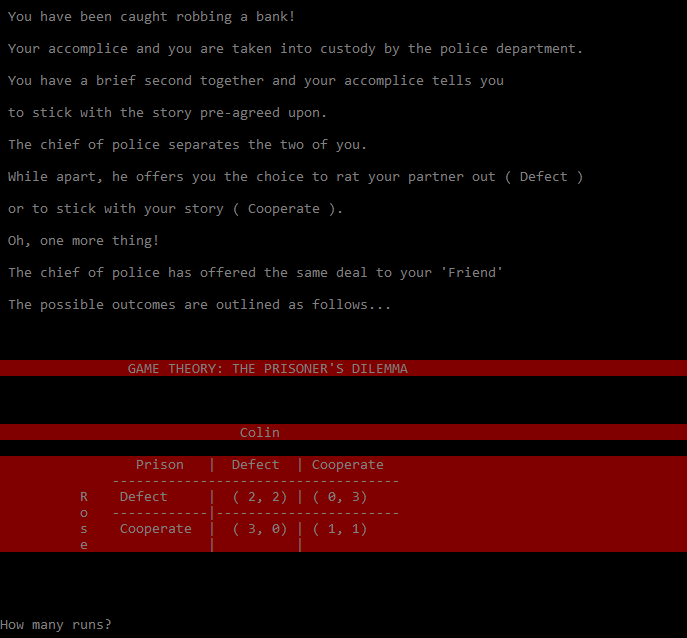 You have been caught robbing a bank!
Your accomplice and you are taken into custody by the police department.
You have a brief second together and your accomplice tells you
to stick with the story pre-agreed upon.
The chief of police separates the two of you.
While apart, he offers you the choice to rat your partner out ( Defect )
or to stick with your story ( Cooperate ).
Oh, one more thing!
The chief of police has offered the same deal to your 'Friend'
The possible outcomes are outlined as follows...
GAME THEORY: THE PRISONER'S DILEMMA
Colin
Prison | Defect | Cooperate
------------------------------------
R Defect | ( 2, 2) | ( 0, 3)
o ------------|-----------------------
s Cooperate | ( 3, 0) | ( 1, 1)
e | |
How many runs?